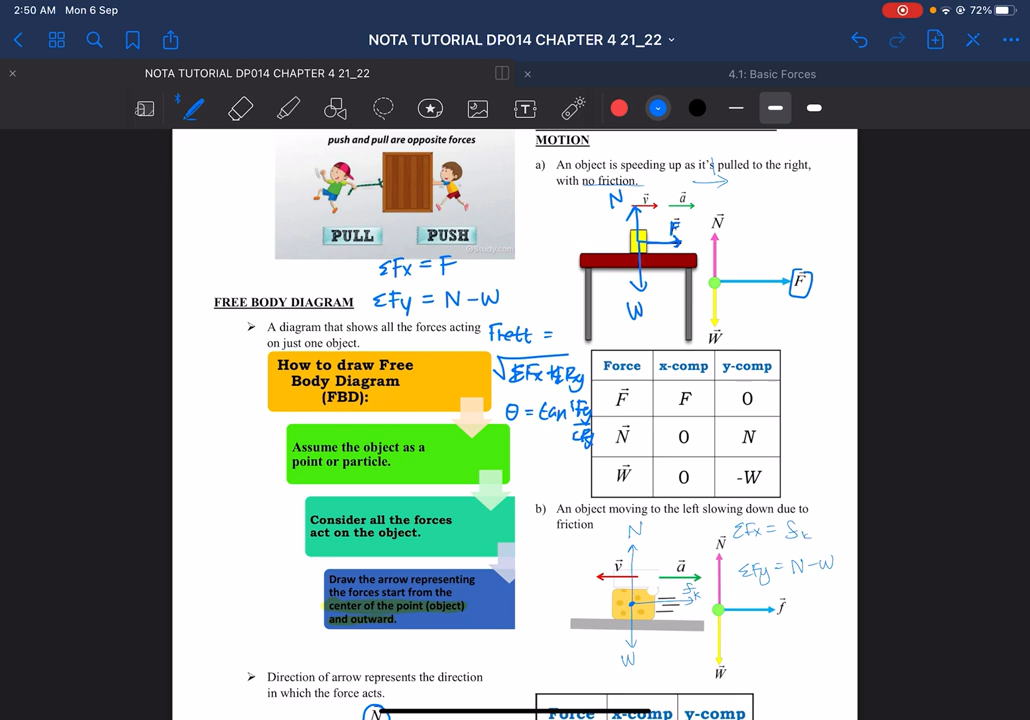 2:50 AM Mon 6 Sep
72%
NOTA TUTORIAL DP014 CHAPTER 4 21_22
NOTA TUTORIAL DP014 CHAPTER 4 21_22
4.1: Basic Forces
push and pull are opposite forces
PULL
PUSH
©Study.com
ΣFx = F
ΣFy = N - W
FREE BODY DIAGRAM
A diagram that shows all the forces acting
on just one object.
How to draw Free
Body Diagram
(FBD):
Assume the object as a
point or particle.
Consider all the forces
act on the object.
Draw the arrow representing
the forces start from the
center of the point (object)
and outward.
Direction of arrow represents the direction
in which the force acts.
N
θ = tan⁻¹
MOTION
a) An object is speeding up as it's pulled to the right,
with no friction.
N
v
a
F
W
N
F
W
Force x-comp y-comp
F F 0
N 0 N
W 0 -W
b) An object moving to the left slowing down due to
friction
ΣFx = fk
ΣFy = N - W
N
v
a
fk
W
N
f
W
Force x-comp y-comp